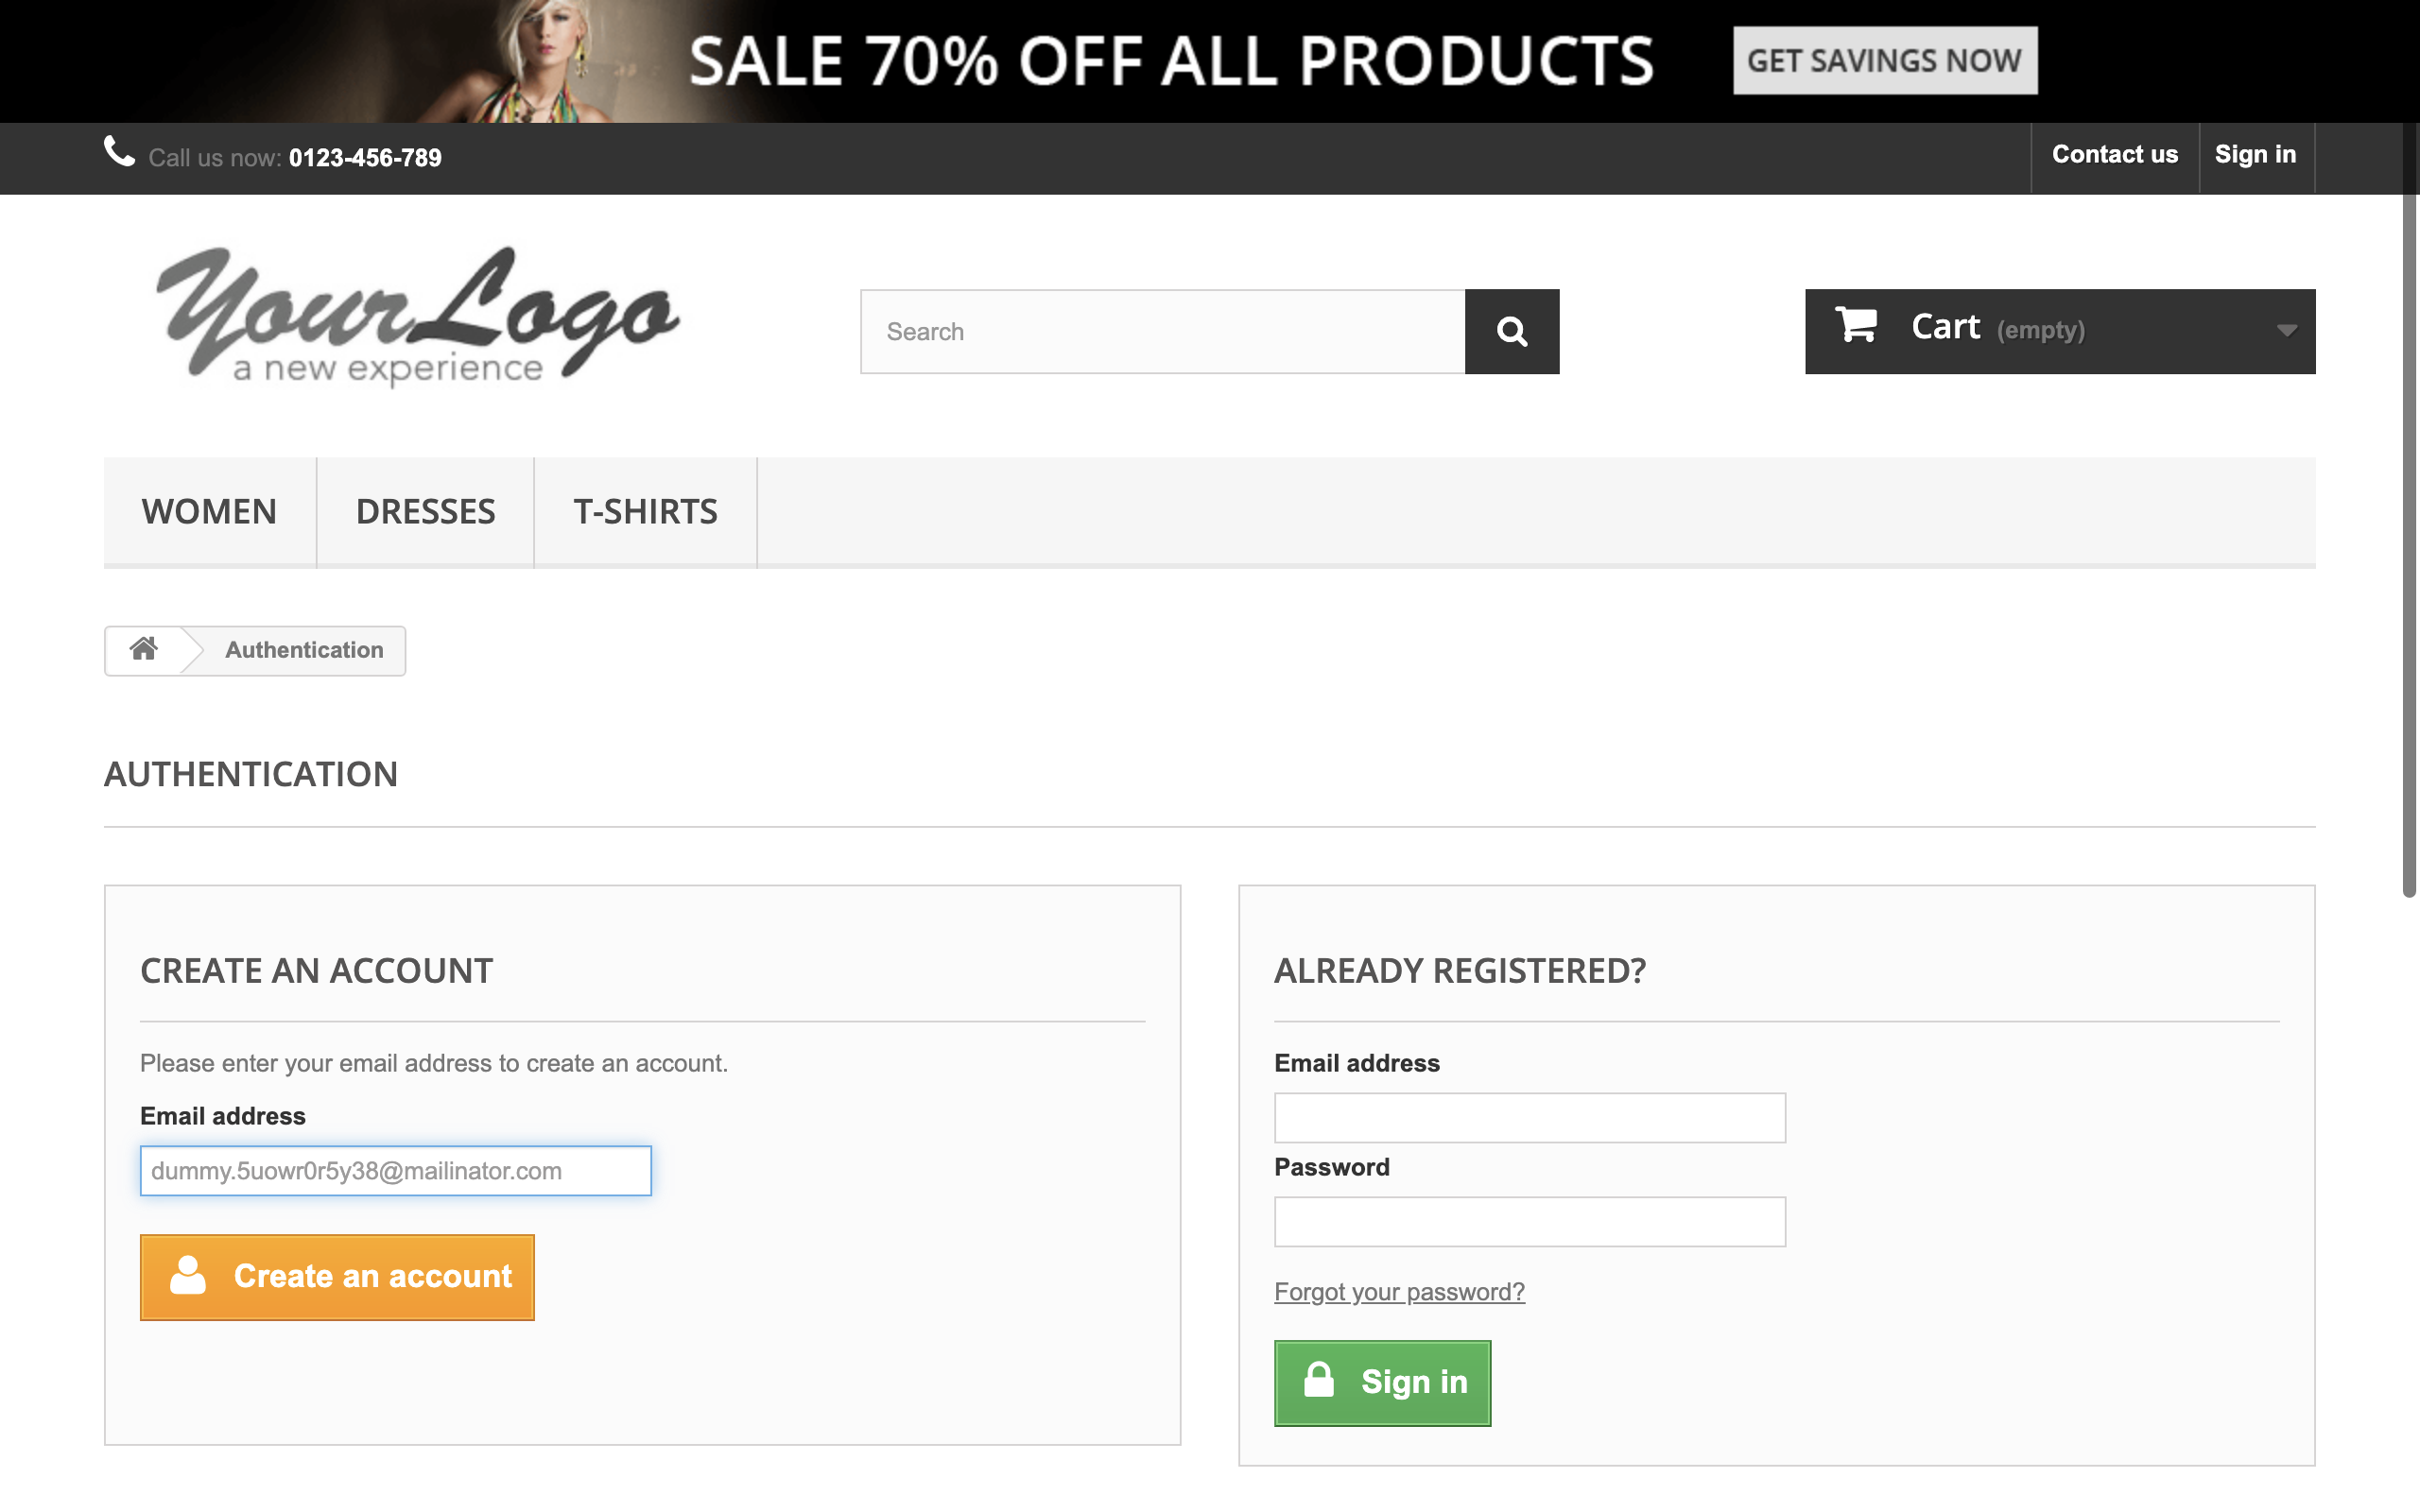 SALE 70% OFF ALL PRODUCTS GET SAVINGS NOW
Call us now: 0123-456-789 Contact us Sign in
Your Logo
a new experience
Search
Cart (empty)
WOMEN DRESSES T-SHIRTS
Authentication
AUTHENTICATION
CREATE AN ACCOUNT
Please enter your email address to create an account.
Email address
dummy.5uowr0r5y38@mailinator.com
Create an account
ALREADY REGISTERED?
Email address
Password
Forgot your password?
Sign in